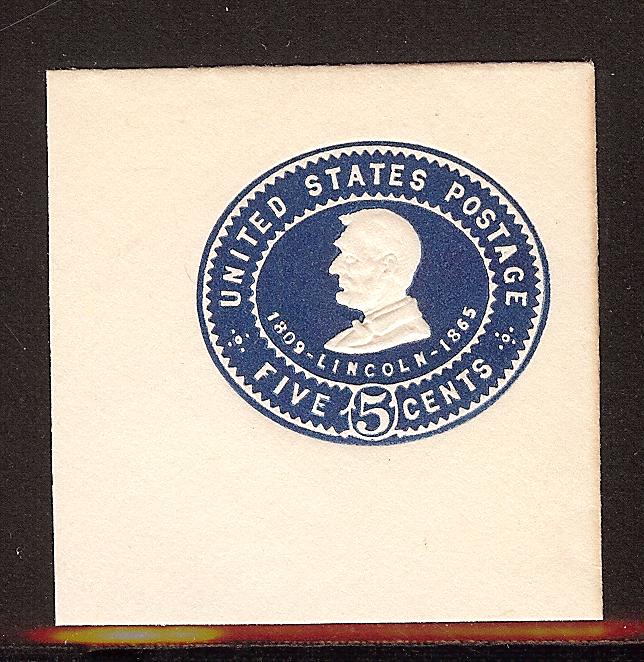 UNITED STATES POSTAGE
1809-LINCOLN-1865
FIVE 5 CENTS